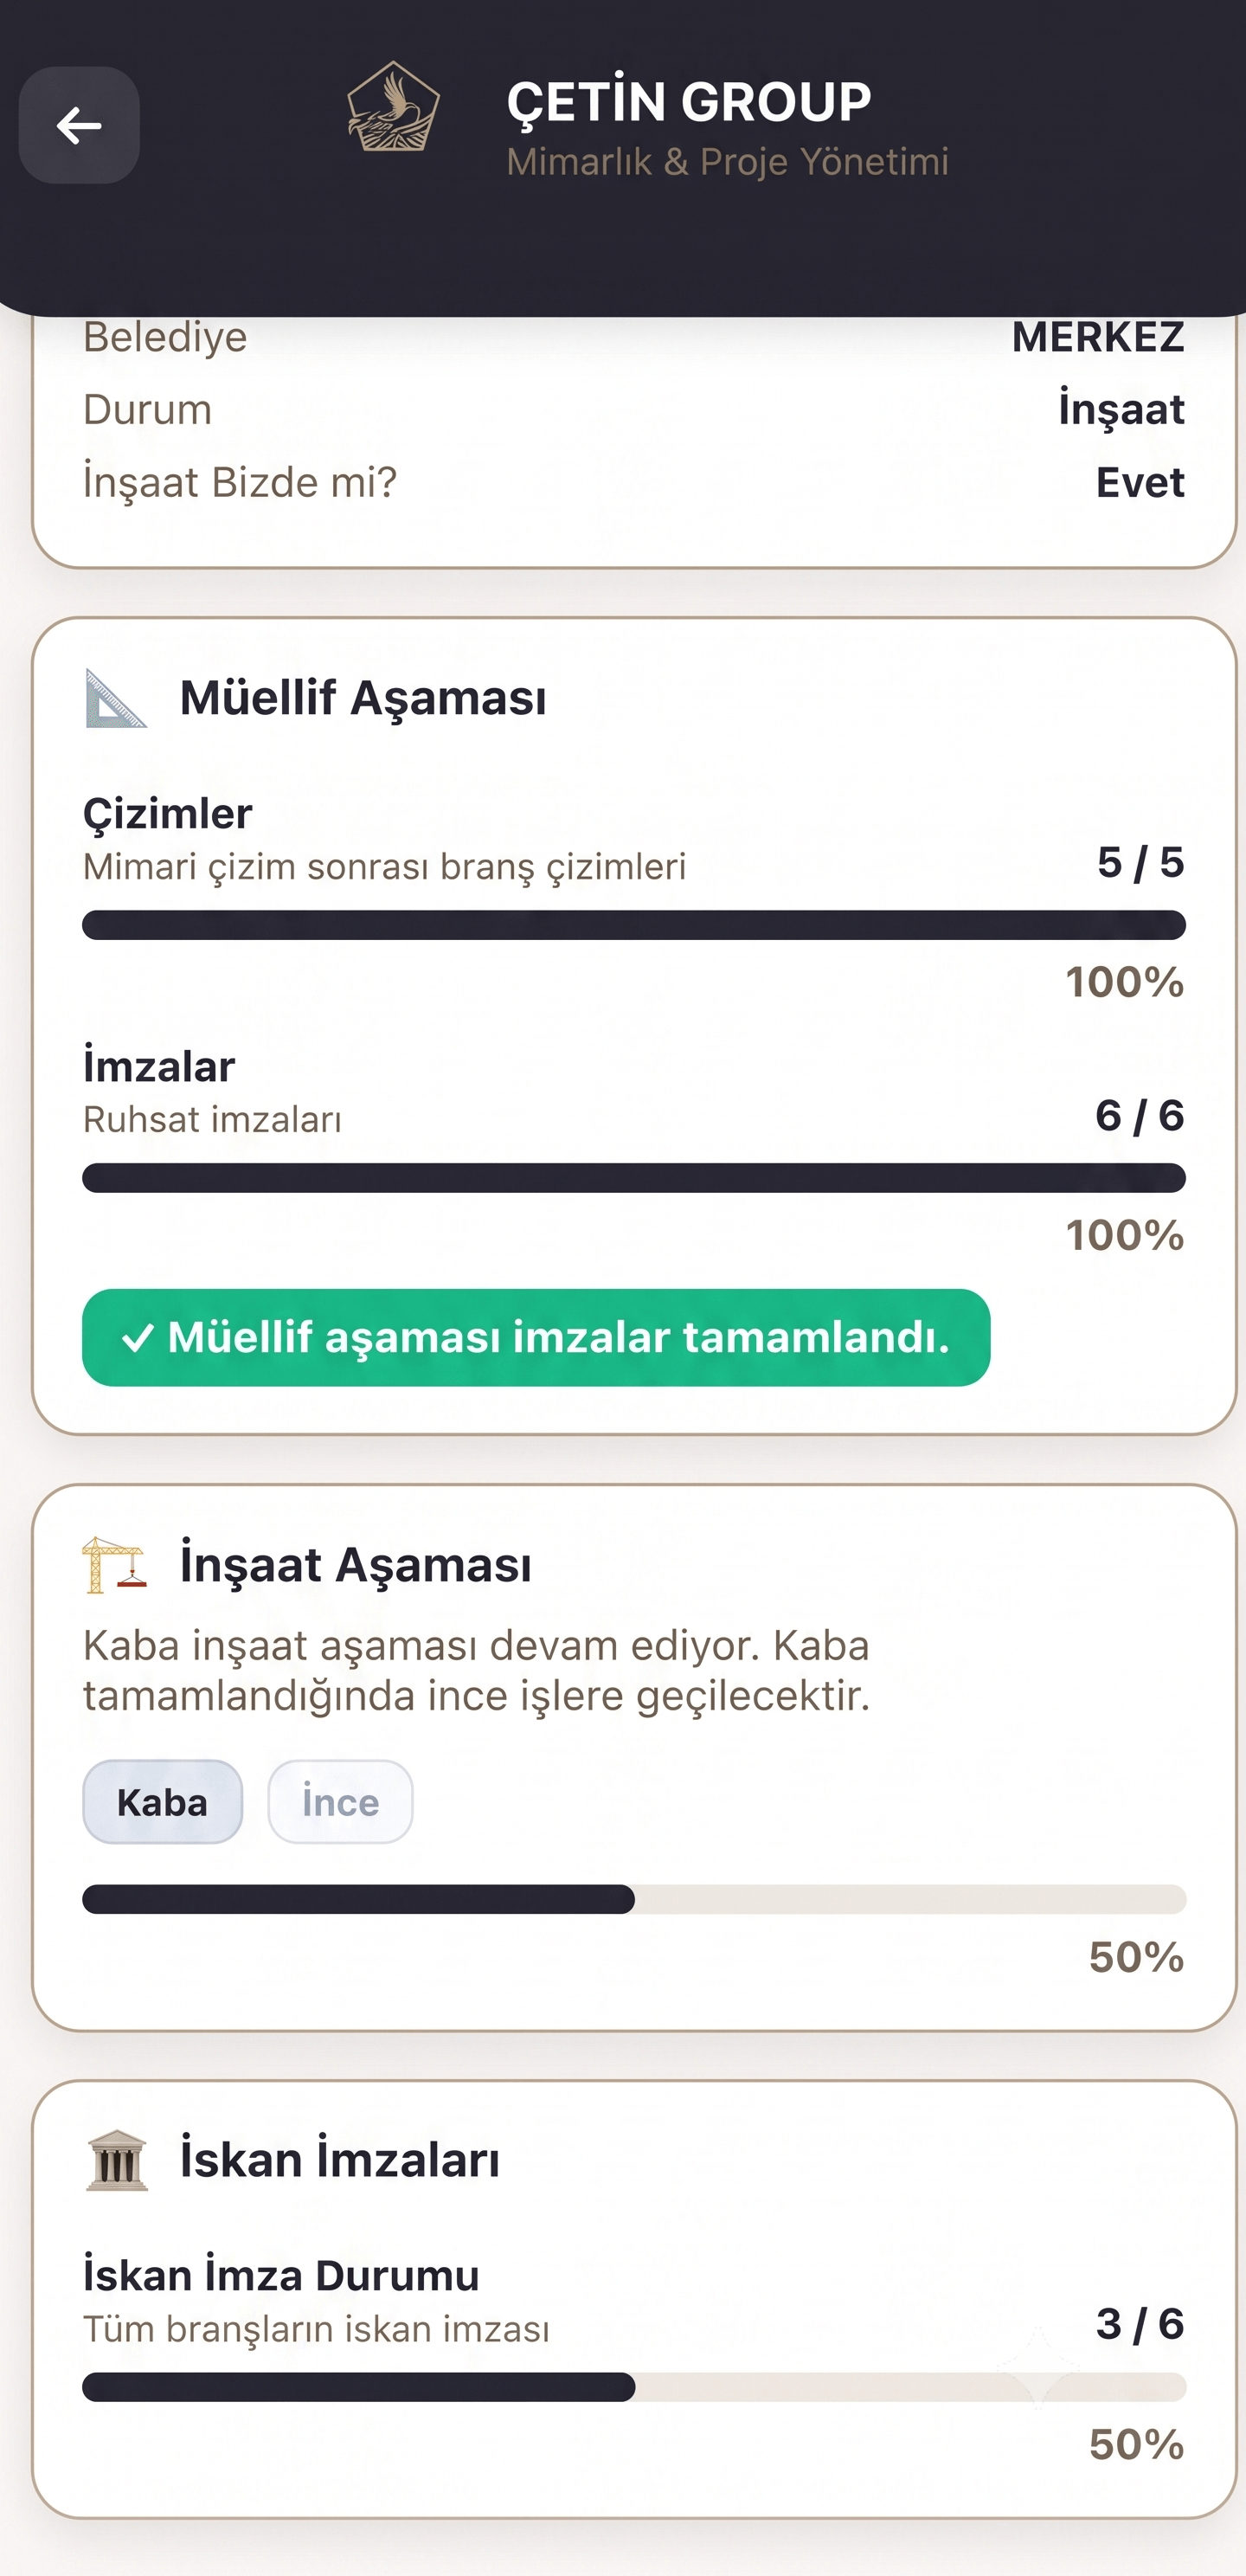 ÇETİN GROUP
Mimarlık & Proje Yönetimi
Belediye MERKEZ
Durum İnşaat
İnşaat Bizde mi? Evet
Müellif Aşaması
Çizimler
Mimari çizim sonrası branş çizimleri 5 / 5
100%
İmzalar
Ruhsat imzaları 6 / 6
100%
✓ Müellif aşaması imzalar tamamlandı.
İnşaat Aşaması
Kaba inşaat aşaması devam ediyor. Kaba
tamamlandığında ince işlere geçilecektir.
Kaba İnce
50%
İskan İmzaları
İskan İmza Durumu
Tüm branşların iskan imzası 3 / 6
50%